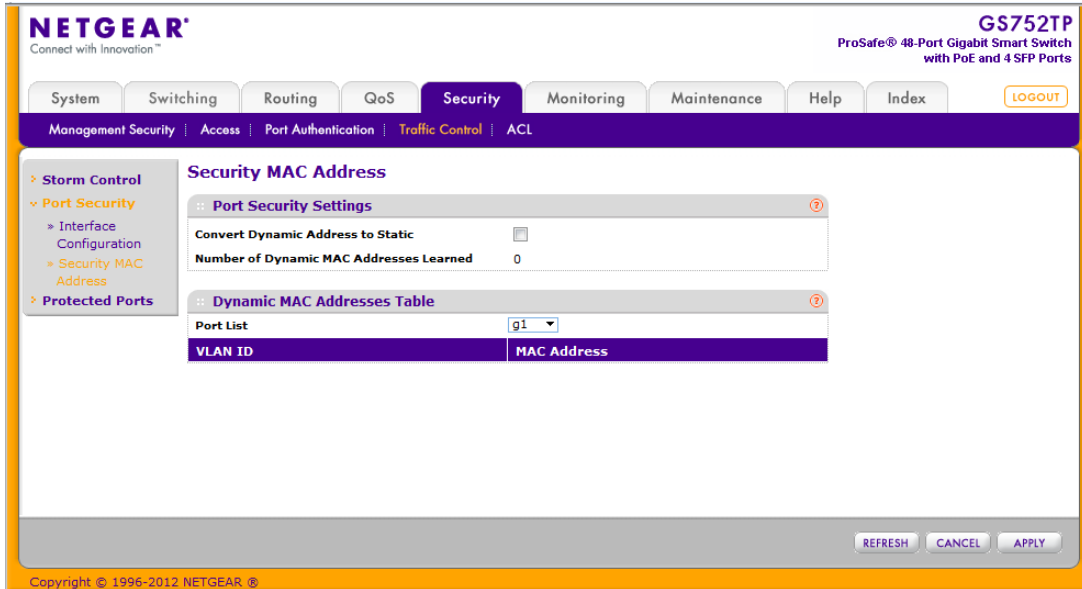 NETGEAR®
Connect with Innovation™
GS752TP
ProSafe® 48-Port Gigabit Smart Switch
with PoE and 4 SFP Ports
System Switching Routing QoS Security Monitoring Maintenance Help Index LOGOUT
Management Security Access Port Authentication Traffic Control ACL
Storm Control
Port Security
» Interface
Configuration
» Security MAC
Address
Protected Ports
Security MAC Address
Port Security Settings ?
Convert Dynamic Address to Static
Number of Dynamic MAC Addresses Learned 0
Dynamic MAC Addresses Table ?
Port List g1
VLAN ID MAC Address
REFRESH CANCEL APPLY
Copyright © 1996-2012 NETGEAR ®